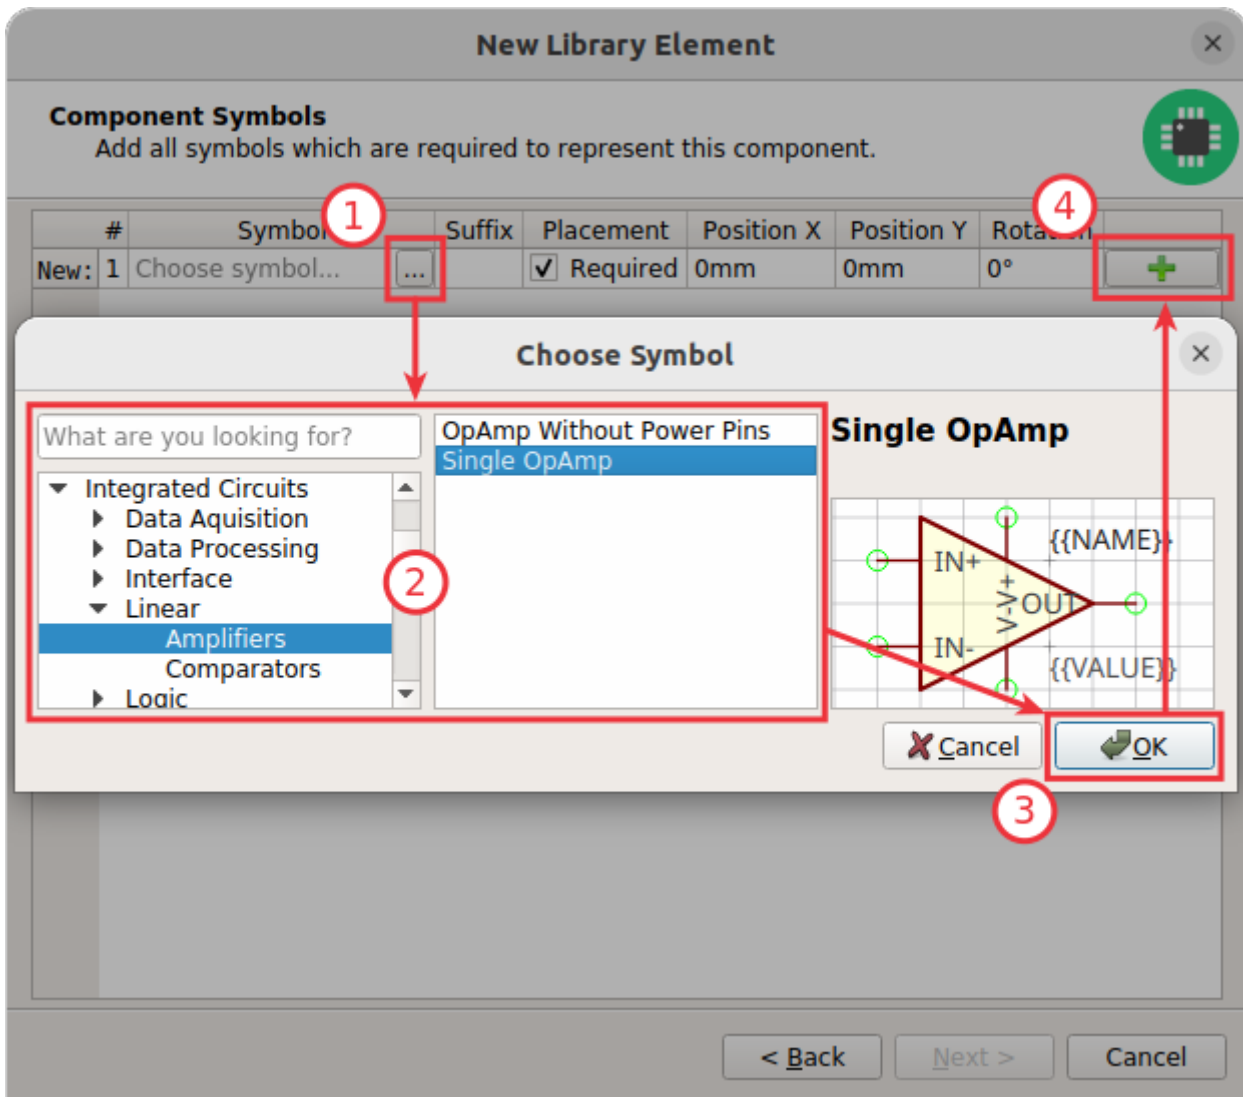 New Library Element
Component Symbols
Add all symbols which are required to represent this component.
1
4
# Symbol Suffix Placement Position X Position Y Rotation
New: 1 Choose symbol... ... Required 0mm 0mm 0°
Choose Symbol
What are you looking for?
Integrated Circuits
Data Aquisition
Data Processing
Interface
Linear
Amplifiers
Comparators
Logic
2
OpAmp Without Power Pins
Single OpAmp
Single OpAmp
{{NAME}}
IN+
V+
V-
OUT
IN-
{{VALUE}}
Cancel OK
3
< Back Next > Cancel